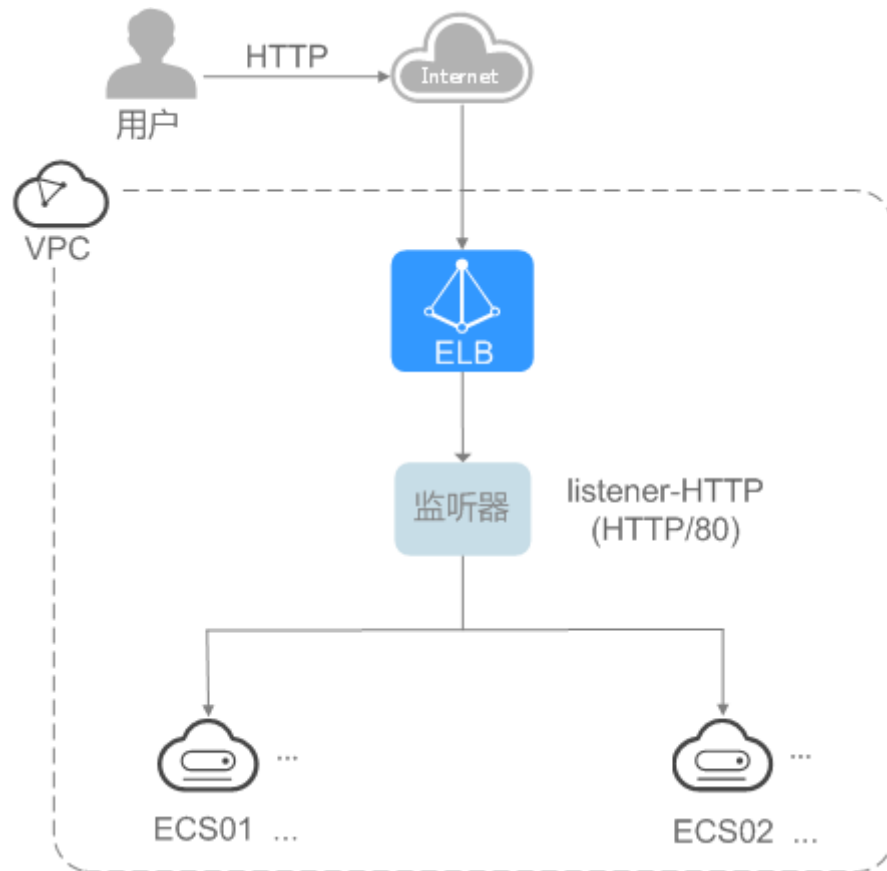 HTTP
Internet
用户
VPC
ELB
监听器
listener-HTTP
(HTTP/80)
...
...
ECS01 ...
ECS02 ...